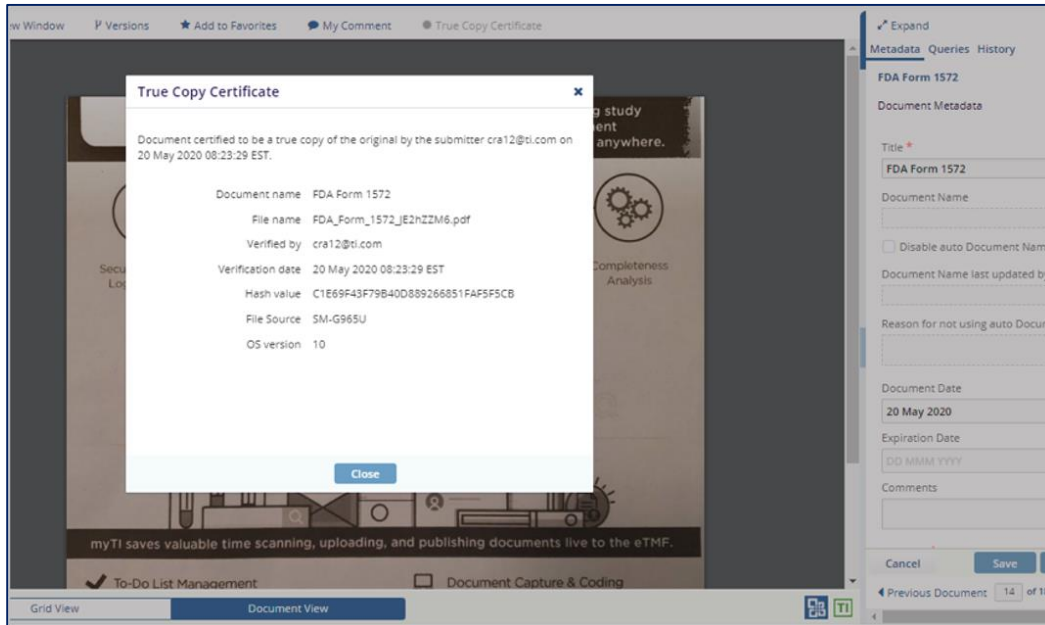 ew Window
Versions
Add to Favorites
My Comment
True Copy Certificate
Expand
Metadata Queries History
FDA Form 1572
Document Metadata
Title *
FDA Form 1572
Document Name
Disable auto Document Nam
Document Name last updated by
Reason for not using auto Docu
Document Date
20 May 2020
Expiration Date
DD MMM YYYY
Comments
Cancel
Save
Previous Document 14 of 18
True Copy Certificate
Document certified to be a true copy of the original by the submitter cra12@ti.com on
20 May 2020 08:23:29 EST.
Document name FDA Form 1572
File name FDA_Form_1572_JE2hZZM6.pdf
Verified by cra12@ti.com
Verification date 20 May 2020 08:23:29 EST
Hash value C1E69F43F79B40D889266851FAF5F5CB
File Source SM-G965U
OS version 10
Close
g study
ent
anywhere.
Secu
Log
Completeness
Analysis
myTI saves valuable time scanning, uploading, and publishing documents live to the eTMF.
To-Do List Management
Document Capture & Coding
Grid View
Document View
TI